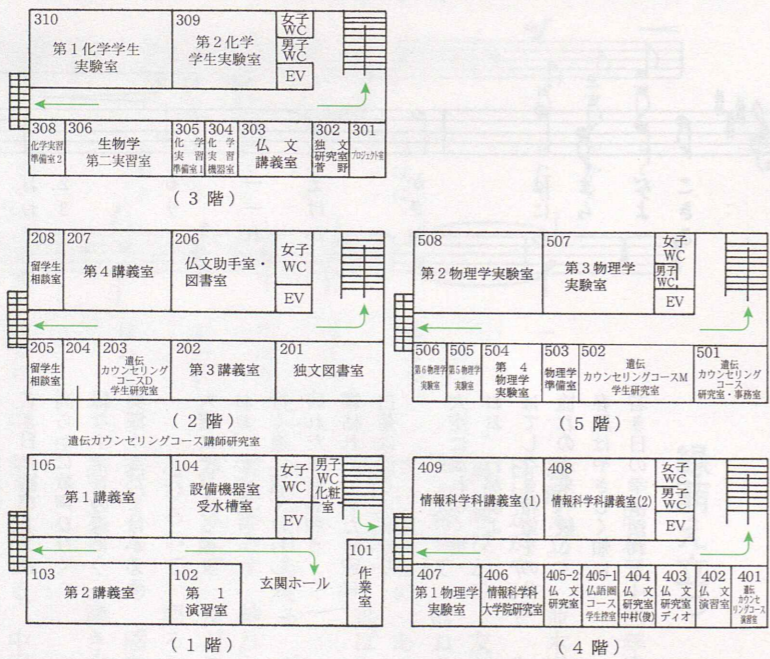 310
第1化学学生
実験室
309
第2化学
学生実験室
女子
WC
男子
WC
EV
308
化学実習
準備室2
306
生物学
第二実習室
305
化学
実習
準備室1
304
化学
実習
機器室
303
仏文
講義室
302
独文
研究室
菅野
301
プロジェクト室
(3階)
208
留学生
相談室
207
第4講義室
206
仏文助手室・
図書室
女子
WC
EV
205
留学生
相談室
204
203
遺伝
カウンセリング
コースD
学生研究室
202
第3講義室
201
独文図書室
(2階)
遺伝カウンセリングコース講師研究室
105
第1講義室
104
設備機器室
受水槽室
女子
WC
EV
男子
WC
化粧
室
103
第2講義室
102
第1
演習室
玄関ホール
101
作業室
(1階)
508
第2物理学実験室
507
第3物理学
実験室
女子
WC
男子
WC
EV
506
第6物理学
実験室
505
第5物理学
実験室
504
第4
物理学
実験室
503
物理学
準備室
502
遺伝
カウンセリングコースM
学生研究室
501
遺伝
カウンセリング
コース
研究室・事務室
(5階)
409
情報科学科講義室(1)
408
情報科学科講義室(2)
女子
WC
男子
WC
EV
407
第1物理学
実験室
406
情報科学科
大学院研究室
405-2
仏文
研究室
405-1
仏語圏
コース
学生控室
404
仏文
研究室
中村(俊)
403
仏文
研究室
ディオ
402
仏文
演習室
401
遺伝
カウンセ
リングコース
演習室
(4階)